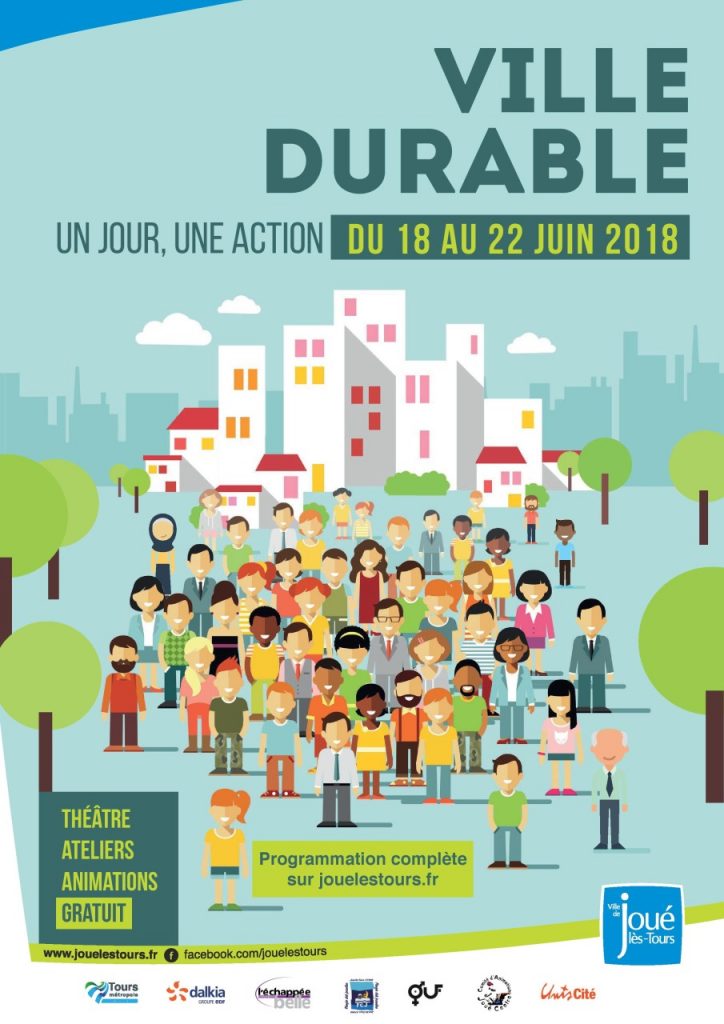 VILLE
DURABLE
UN JOUR, UNE ACTION DU 18 AU 22 JUIN 2018
THÉÂTRE
ATELIERS
ANIMATIONS
GRATUIT
Programmation complète
sur jouelestours.fr
Ville
de
Joué
lès-Tours
www.jouelestours.fr f facebook.com/jouelestours
Tours
métropole
dalkia
GROUPE EDF
l'échappée
belle
Unis Cité